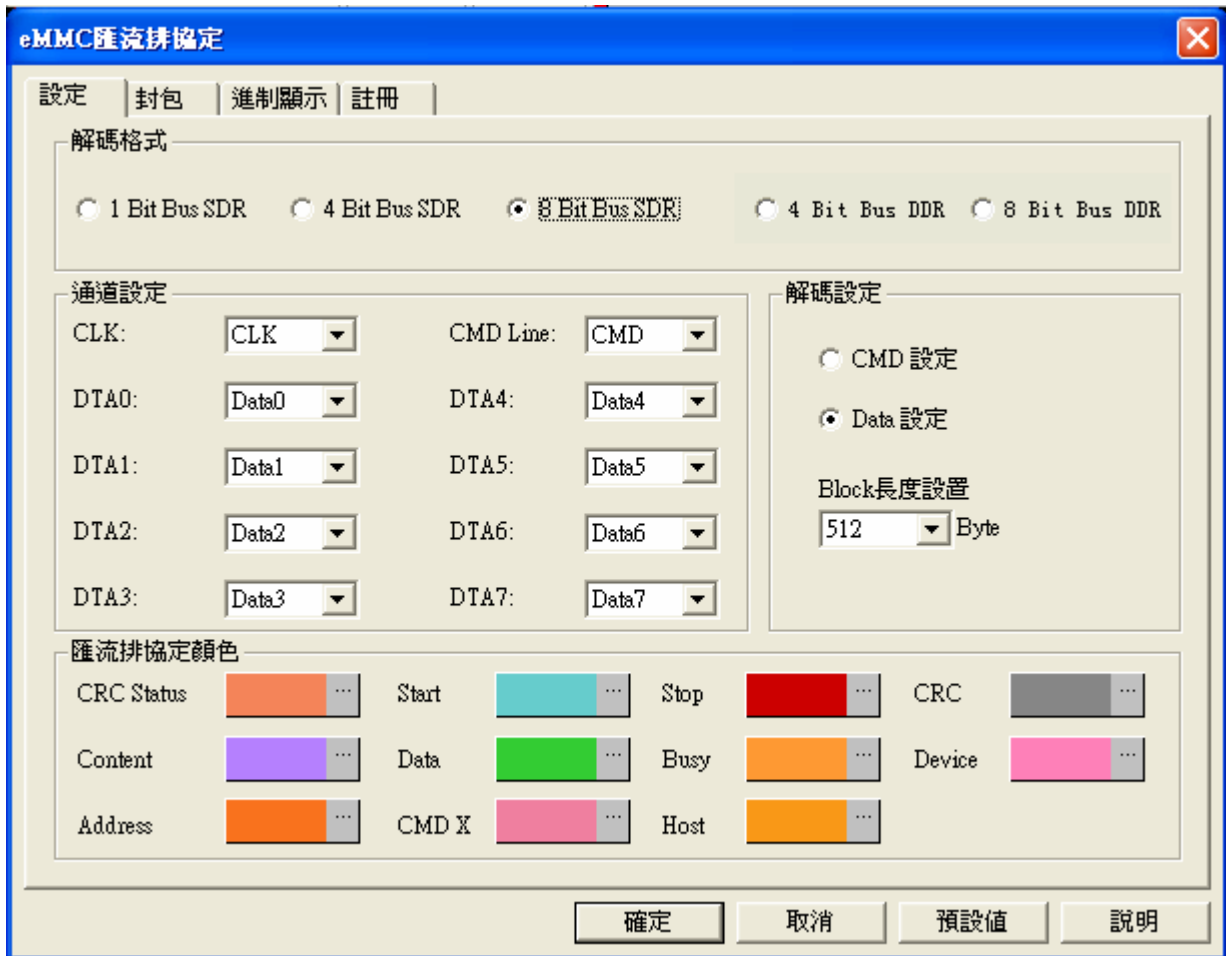 eMMC匯流排協定
設定 封包 進制顯示 註冊
解碼格式
1 Bit Bus SDR 4 Bit Bus SDR 8 Bit Bus SDR 4 Bit Bus DDR 8 Bit Bus DDR
通道設定
CLK: CLK CMD Line: CMD
DTA0: Data0 DTA4: Data4
DTA1: Data1 DTA5: Data5
DTA2: Data2 DTA6: Data6
DTA3: Data3 DTA7: Data7
解碼設定
CMD 設定
Data 設定
Block長度設置
512 Byte
匯流排協定顏色
CRC Status ... Start ... Stop ... CRC ...
Content ... Data ... Busy ... Device ...
Address ... CMD X ... Host ...
確定 取消 預設值 說明